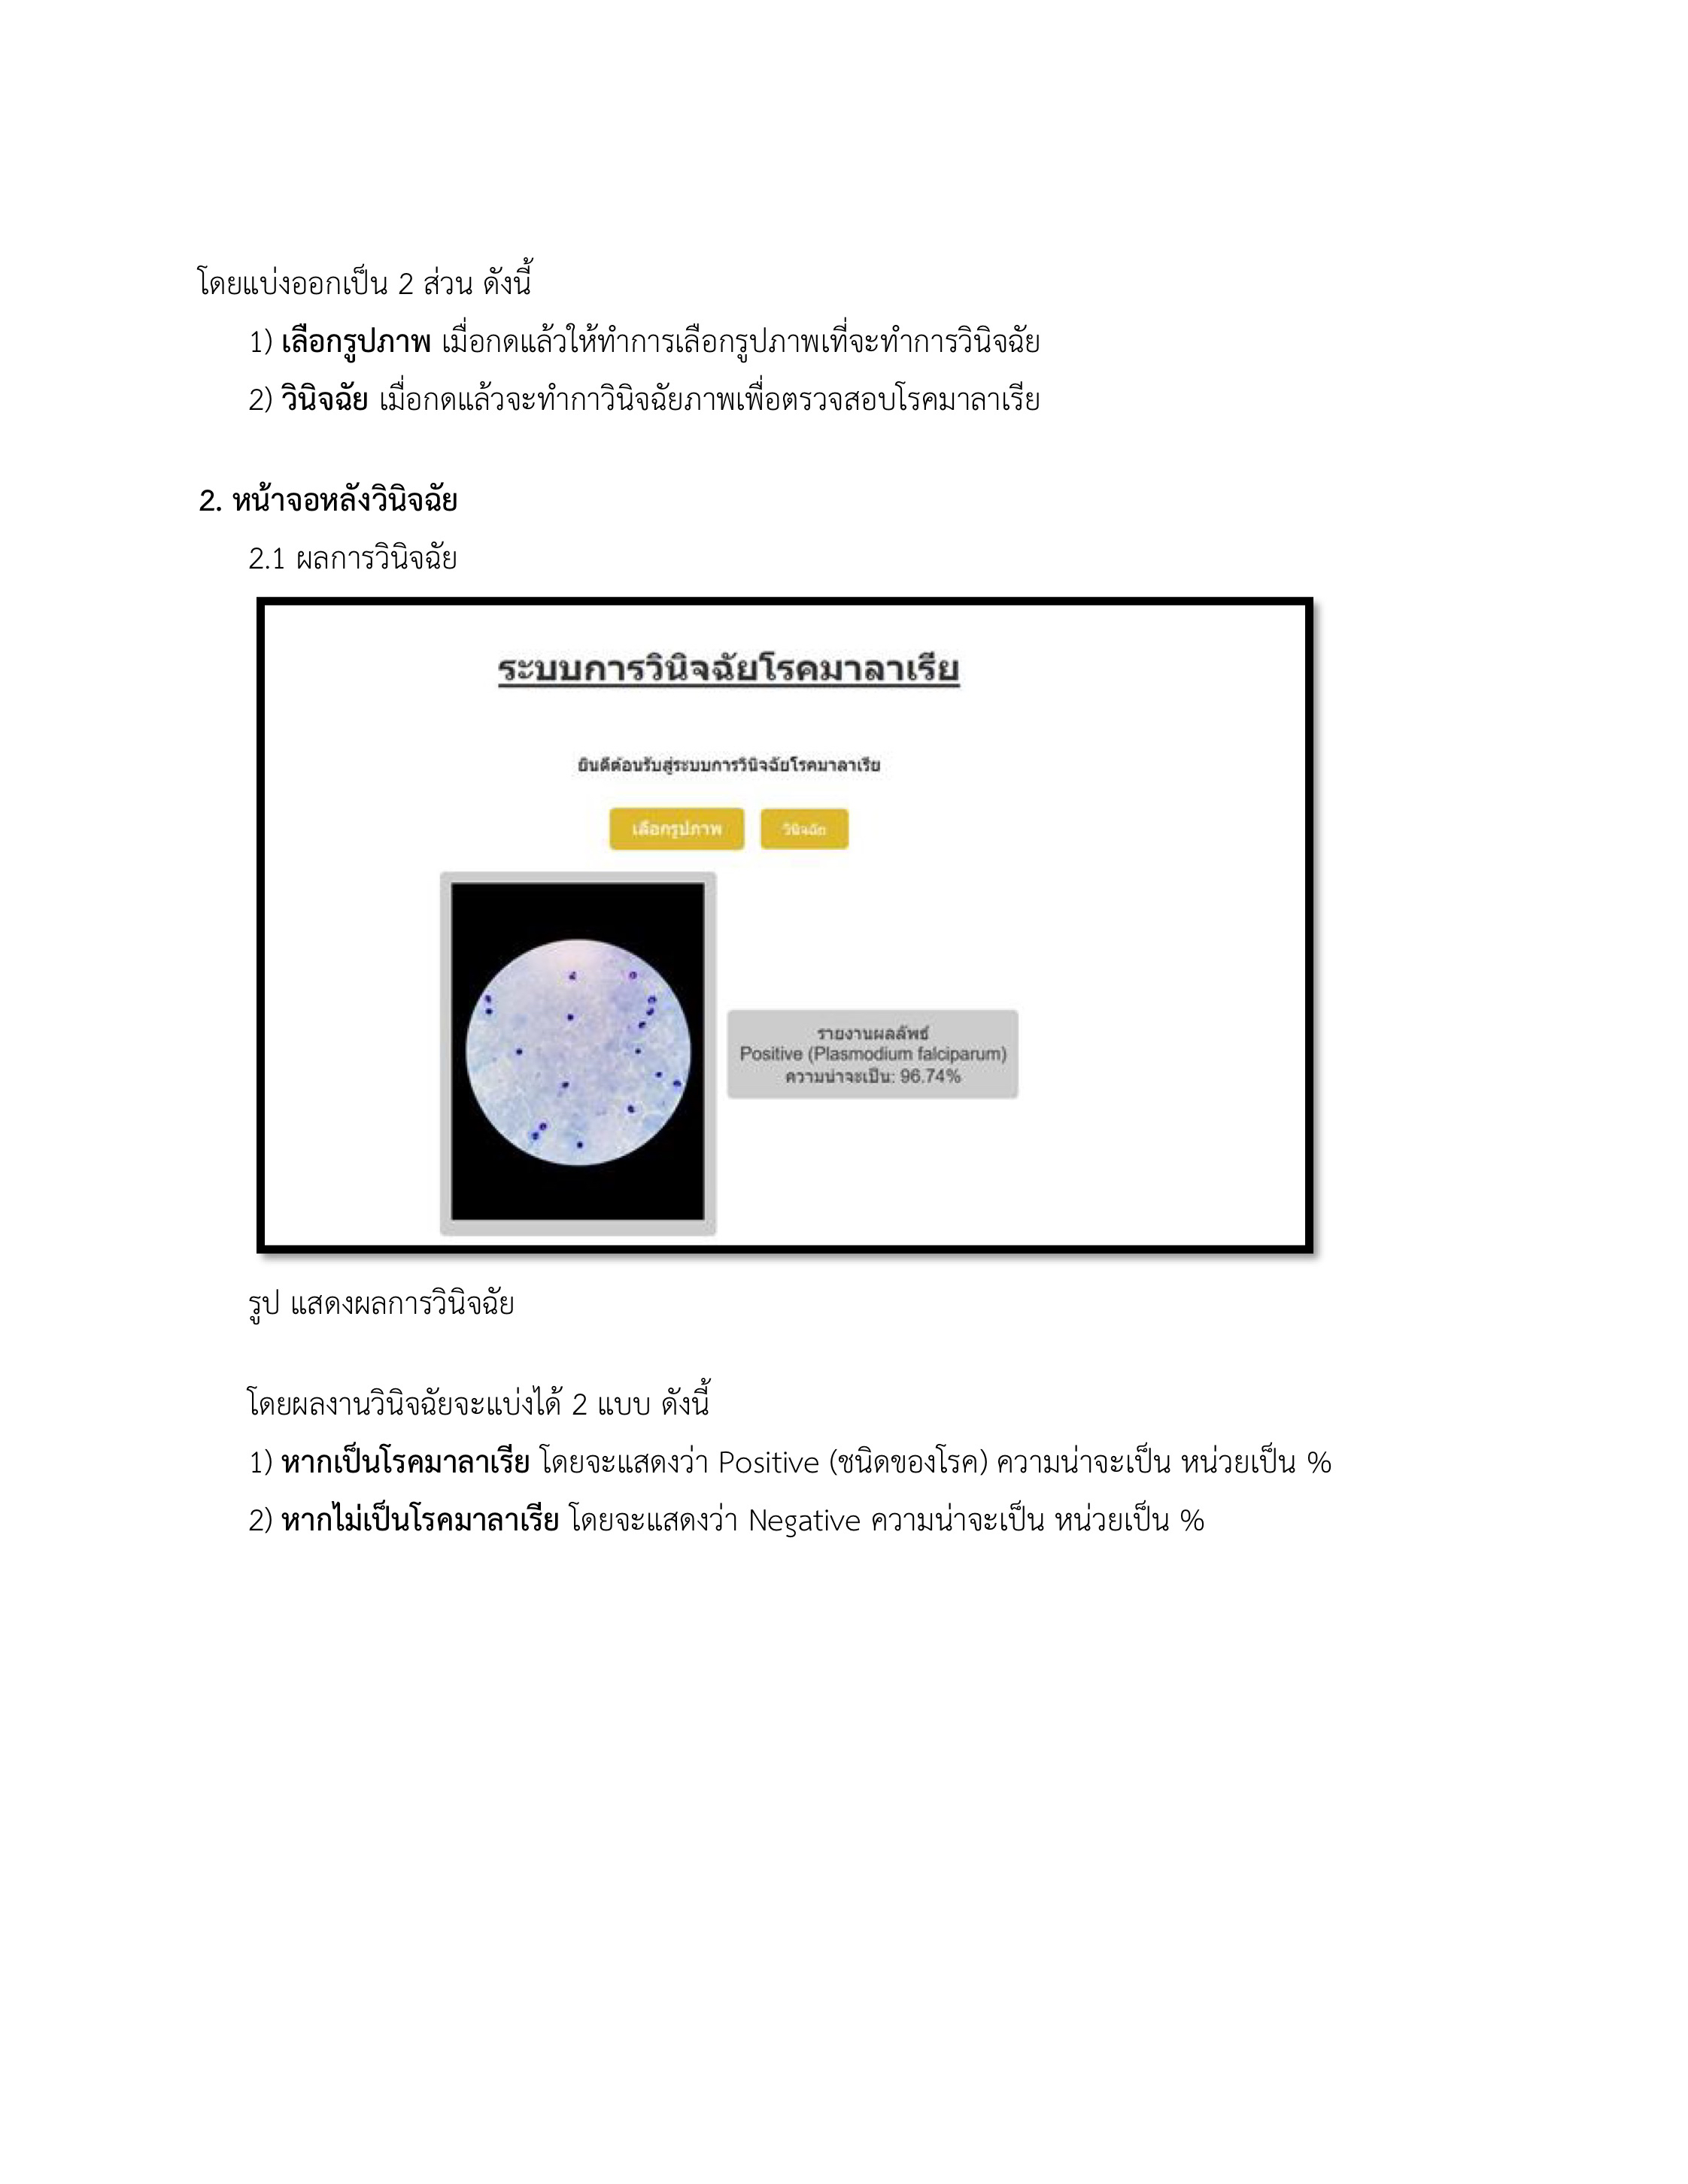 โดยแบ่งออกเป็น 2 ส่วน ดังนี้
1) เลือกรูปภาพ เมื่อกดแล้วให้ทำการเลือกรูปภาพเที่จะทำการวินิจฉัย
2) วินิจฉัย เมื่อกดแล้วจะทำกาวินิจฉัยภาพเพื่อตรวจสอบโรคมาลาเรีย
2. หน้าจอหลังวินิจฉัย
2.1 ผลการวินิจฉัย
ระบบการวินิจฉัยโรคมาลาเรีย
ยินดีต้อนรับสู่ระบบการวินิจฉัยโรคมาลาเรีย
เลือกรูปภาพ วินิจฉัย
รายงานผลลัพธ์
Positive (Plasmodium falciparum)
ความน่าจะเป็น: 96.74%
รูป แสดงผลการวินิจฉัย
โดยผลงานวินิจฉัยจะแบ่งได้ 2 แบบ ดังนี้
1) หากเป็นโรคมาลาเรีย โดยจะแสดงว่า Positive (ชนิดของโรค) ความน่าจะเป็น หน่วยเป็น %
2) หากไม่เป็นโรคมาลาเรีย โดยจะแสดงว่า Negative ความน่าจะเป็น หน่วยเป็น %